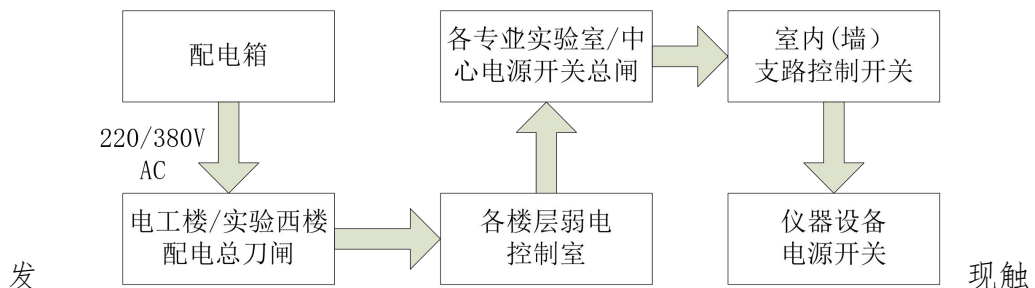 配电箱
220/380V
AC
电工楼/实验西楼
配电总刀闸
各楼层弱电
控制室
各专业实验室/中
心电源开关总闸
室内(墙）
支路控制开关
仪器设备
电源开关
发
现触